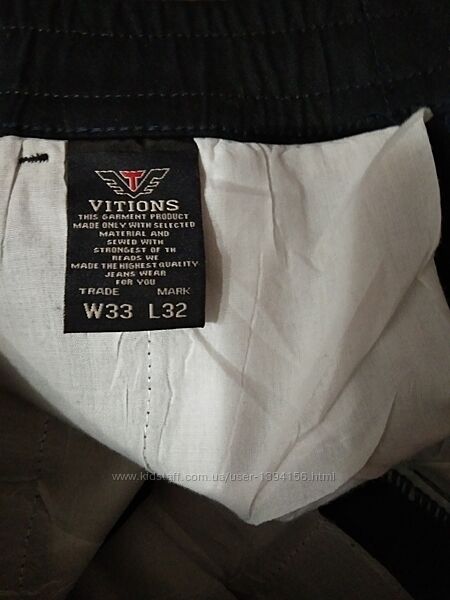 T
VITIONS
THIS GARMENT PRODUCT
MADE ONLY WITH SELECTED
MATERIAL AND
SEWED WITH
STRONGEST OF TH
READS WE
MADE THE HIGHEST QUALITY
JEANS WEAR
FOR YOU
TRADE MARK
W33 L32
www.kidstaff.com.ua/user-1394156.html